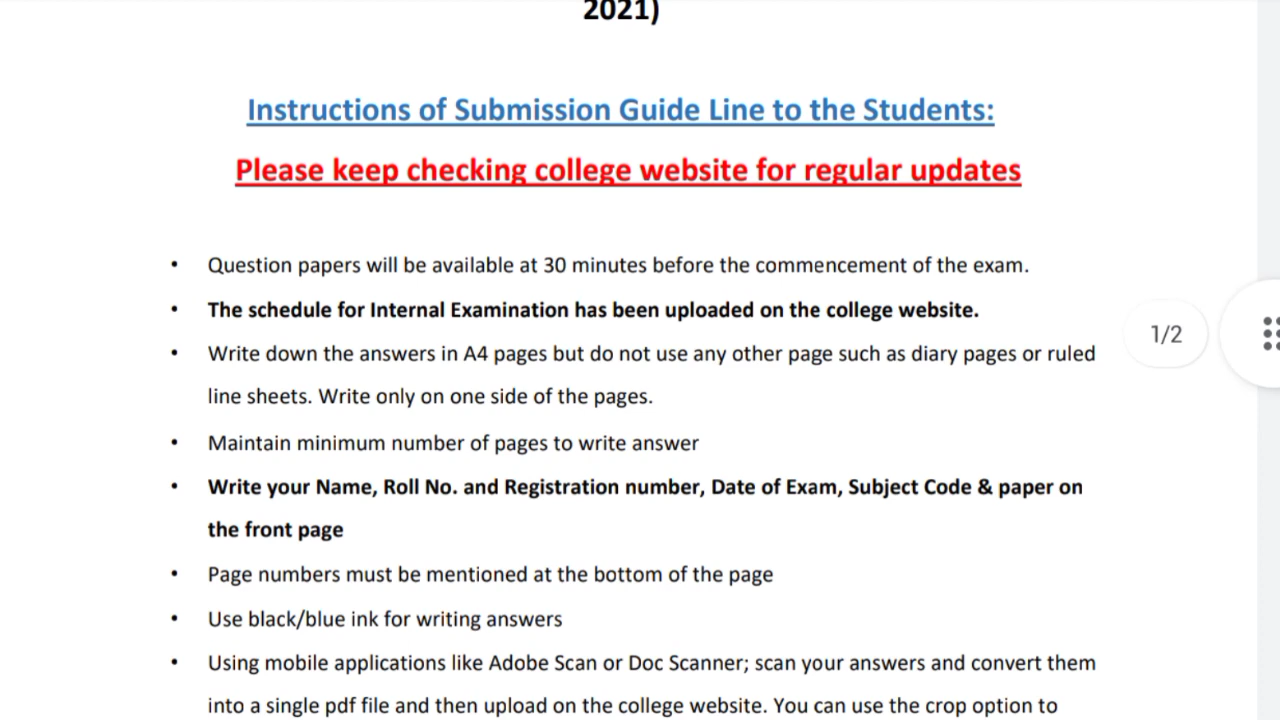 2021)
Instructions of Submission Guide Line to the Students:
Please keep checking college website for regular updates
• Question papers will be available at 30 minutes before the commencement of the exam.
• The schedule for Internal Examination has been uploaded on the college website.
• Write down the answers in A4 pages but do not use any other page such as diary pages or ruled
line sheets. Write only on one side of the pages.
1/2
• Maintain minimum number of pages to write answer
• Write your Name, Roll No. and Registration number, Date of Exam, Subject Code & paper on
the front page
• Page numbers must be mentioned at the bottom of the page
• Use black/blue ink for writing answers
• Using mobile applications like Adobe Scan or Doc Scanner; scan your answers and convert them
into a single pdf file and then upload on the college website. You can use the crop option to